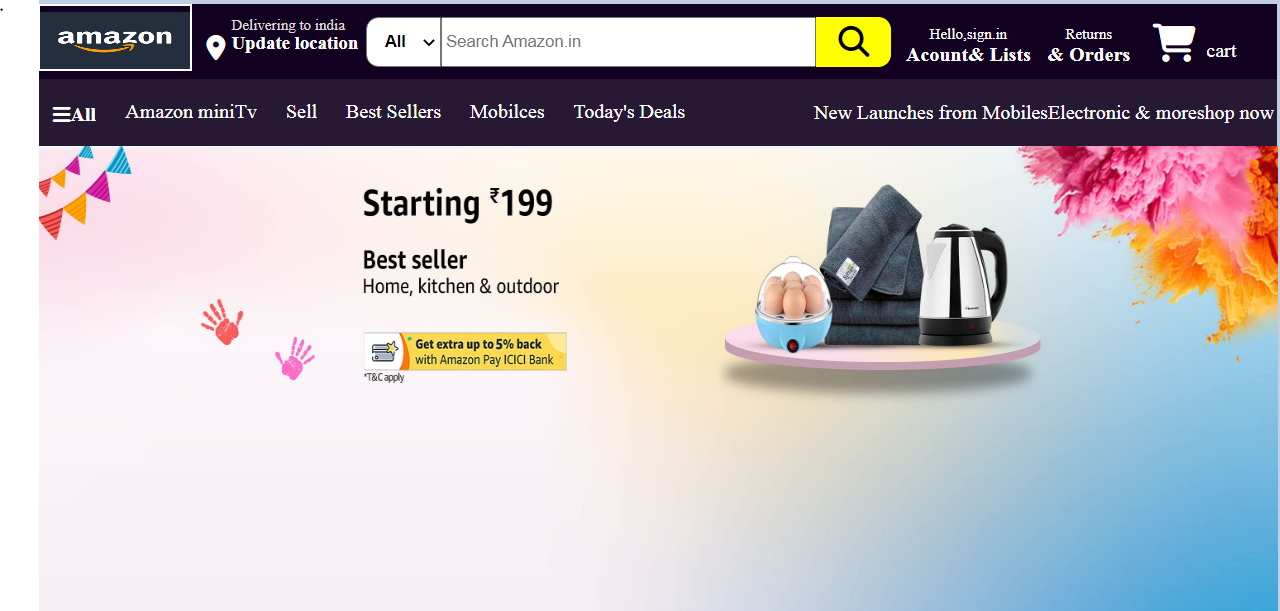 .
amazon
Delivering to india
Update location
All
Search Amazon.in
Hello,sign.in
Acount& Lists
Returns
& Orders
cart
All
Amazon miniTv
Sell
Best Sellers
Mobilces
Today's Deals
New Launches from MobilesElectronic & moreshop now
Starting ₹199
Best seller
Home, kitchen & outdoor
Get extra up to 5% back
with Amazon Pay ICICI Bank
*T&C apply